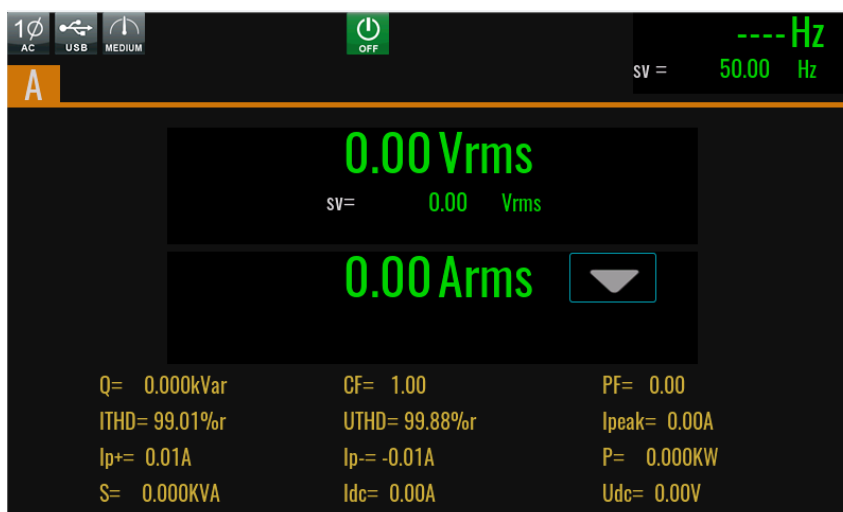 1Ø AC USB MEDIUM OFF ---- Hz
sv = 50.00 Hz
A
0.00 Vrms
sv= 0.00 Vrms
0.00 Arms
Q= 0.000kVar CF= 1.00 PF= 0.00
ITHD= 99.01%r UTHD= 99.88%r Ipeak= 0.00A
Ip+= 0.01A Ip-= -0.01A P= 0.000KW
S= 0.000KVA Idc= 0.00A Udc= 0.00V